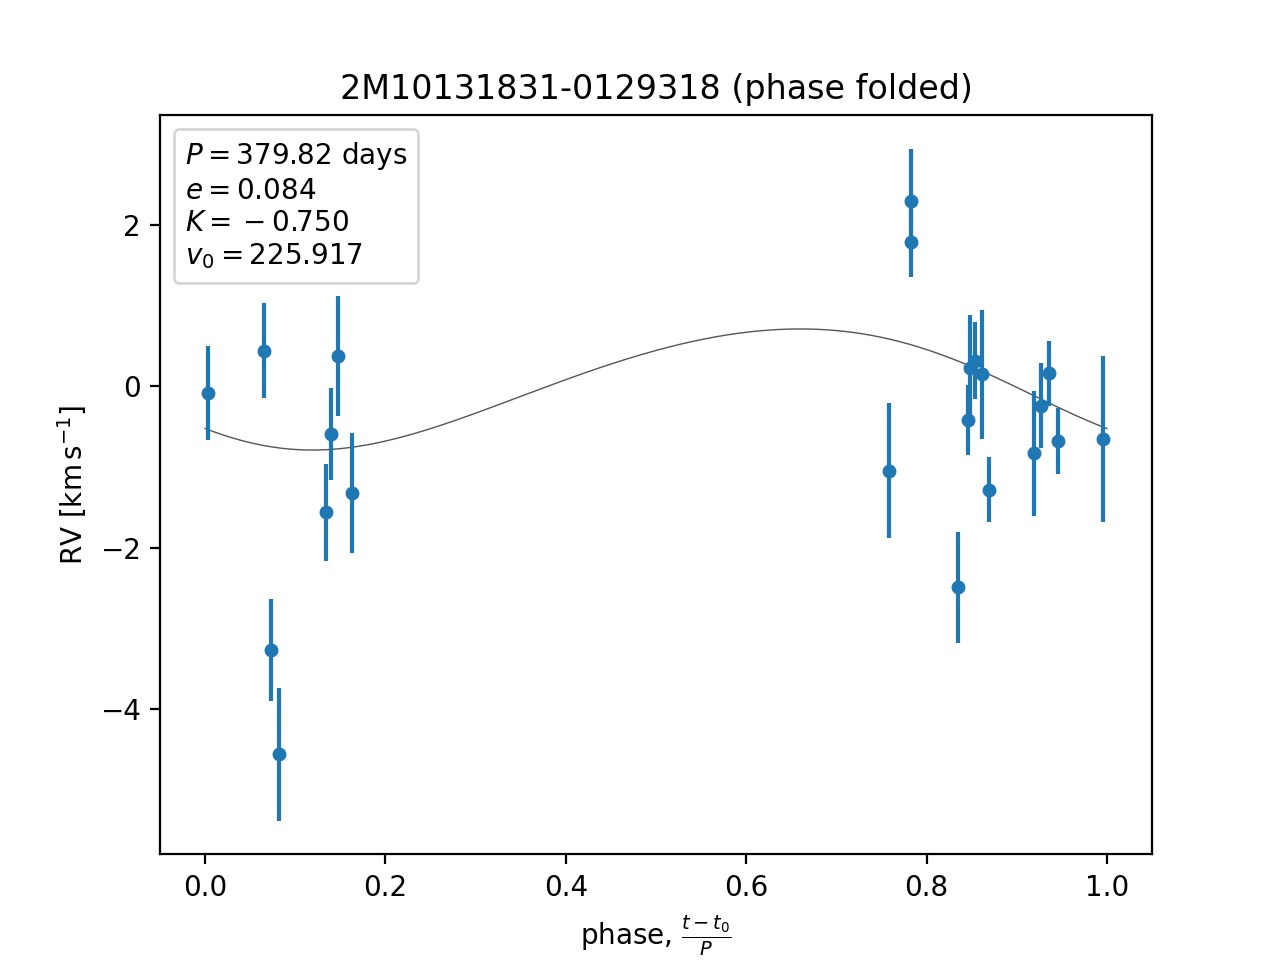 2M10131831-0129318 (phase folded)
P = 379.82 days
e = 0.084
K = −0.750
v₀ = 225.917
2
0
−2
−4
RV [km s⁻¹]
0.0 0.2 0.4 0.6 0.8 1.0
phase, (t − t₀)/P